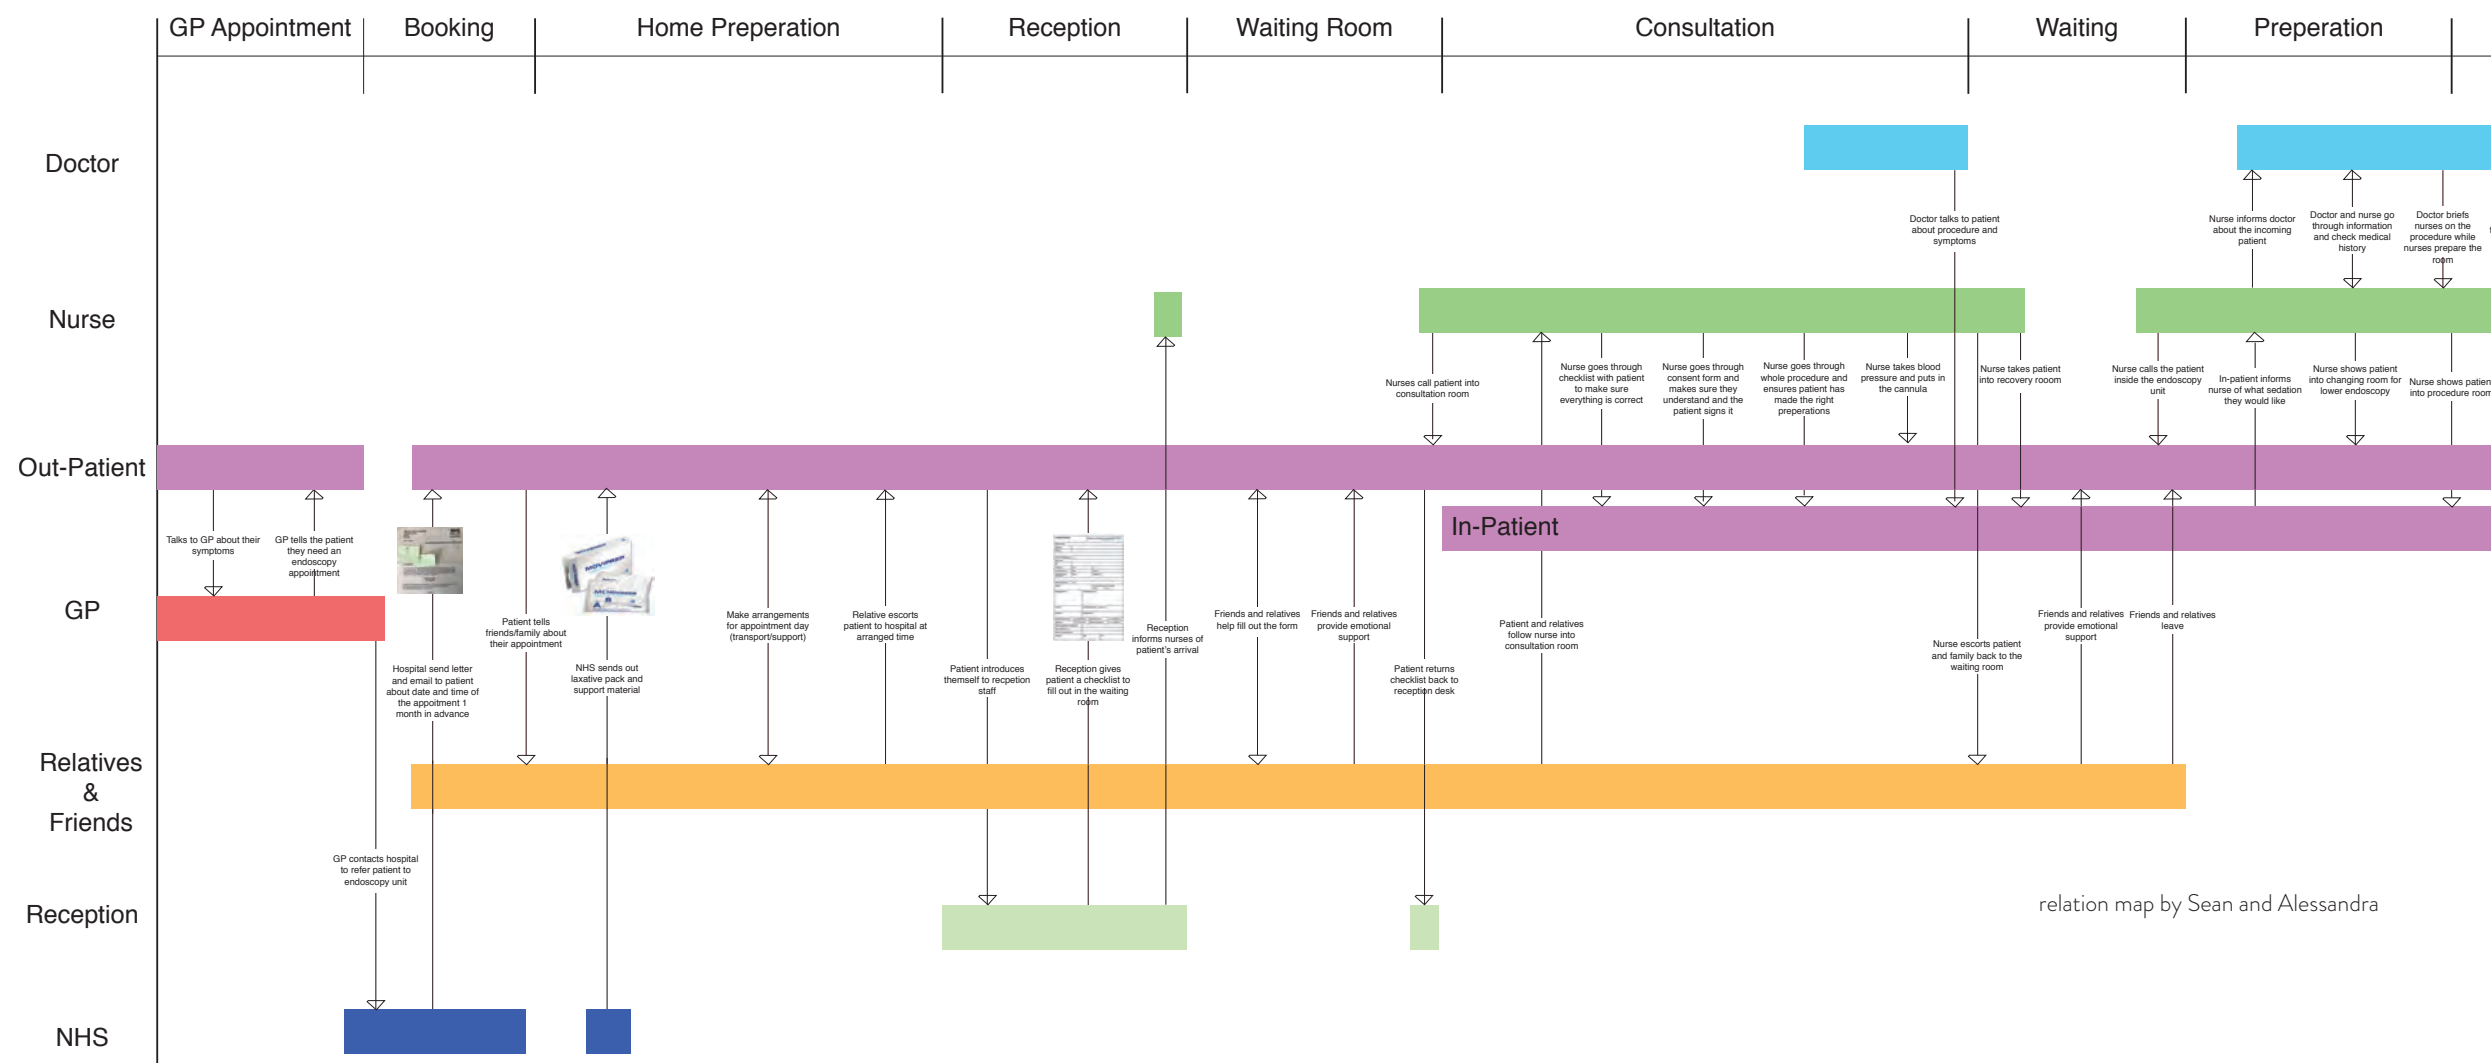 GP Appointment
Booking
Home Preperation
Reception
Waiting Room
Consultation
Waiting
Preperation
Doctor
Doctor talks to patient
about procedure and
symptoms
Nurse informs doctor
about the incoming
patient
Doctor and nurse go
through information
and check medical
history
Doctor briefs
nurses on the
procedure while
nurses prepare the
room
Nurse
Nurses call patient into
consultation room
Nurse goes through
checklist with patient
to make sure
everything is correct
Nurse goes through
consent form and
makes sure they
understand and the
patient signs it
Nurse goes through
whole procedure and
ensures patient has
made the right
preperations
Nurse takes blood
pressure and puts in
the cannula
Nurse takes patient
into recovery rooom
Nurse calls the patient
inside the endoscopy
unit
In-patient informs
nurse of what sedation
they would like
Nurse shows patient
into changing room for
lower endoscopy
Nurse shows patient
into procedure room
Out-Patient
In-Patient
Talks to GP about their
symptoms
GP tells the patient
they need an
endoscopy
appointment
MOVIPREP
GP
Hospital send letter
and email to patient
about date and time of
the appoitment 1
month in advance
Patient tells
friends/family about
their appointment
NHS sends out
laxative pack and
support material
Make arrangements
for appointment day
(transport/support)
Relative escorts
patient to hospital at
arranged time
Patient introduces
themself to recpetion
staff
Reception gives
patient a checklist to
fill out in the waiting
room
Reception
informs nurses of
patient's arrival
Friends and relatives
help fill out the form
Friends and relatives
provide emotional
support
Patient returns
checklist back to
reception desk
Patient and relatives
follow nurse into
consultation room
Nurse escorts patient
and family back to the
waiting room
Friends and relatives
provide emotional
support
Friends and relatives
leave
Relatives
&
Friends
GP contacts hospital
to refer patient to
endoscopy unit
Reception
relation map by Sean and Alessandra
NHS